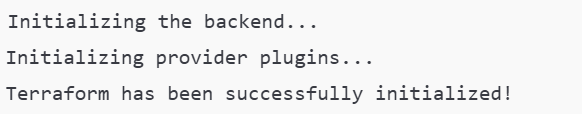 Initializing the backend...
Initializing provider plugins...
Terraform has been successfully initialized!